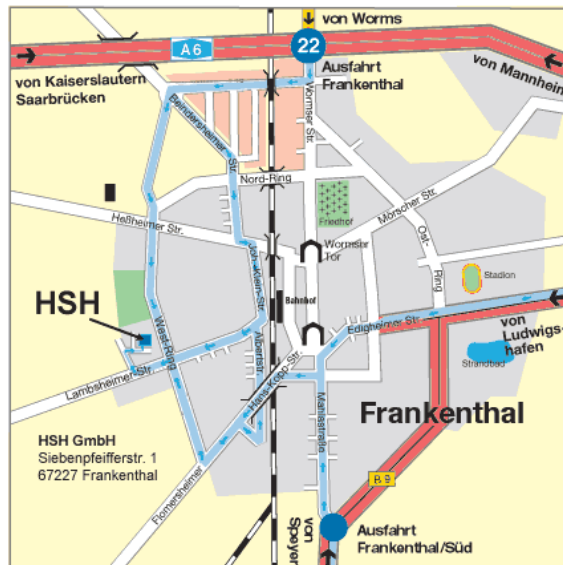 von Worms
A6
22
von Kaiserslautern
Saarbrücken
Ausfahrt
Frankenthal
von Mannheim
Beindersheimer
Str.
Wormser Str.
Nord-Ring
Friedhof
Mörscher Str.
Heßheimer Str.
Wormser
Tor
Ost-
Ring
Joh.-Klein-Str.
Stadion
HSH
Bahnhof
West-Ring
Albertstr.
Edigheimer Str.
von
Ludwigs-
hafen
Strandbad
Lambsheimer-Str.
Hans-Kopp-Str.
Frankenthal
Mahlastraße
HSH GmbH
Siebenpfeifferstr. 1
67227 Frankenthal
Flomersheimer
B 9
von
Speyer
Ausfahrt
Frankenthal/Süd